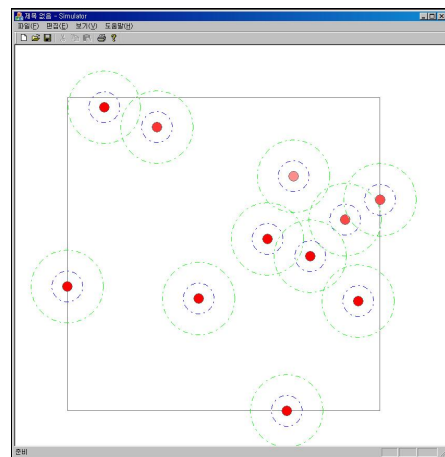 제목 없음 - Simulator
파일(F) 편집(E) 보기(V) 도움말(H)
준비